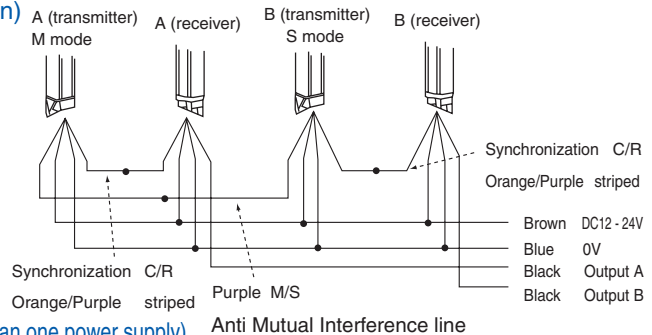 n)
A (transmitter)
M mode
A (receiver)
B (transmitter)
S mode
B (receiver)
Synchronization C/R
Orange/Purple striped
Brown DC12 - 24V
Blue 0V
Black Output A
Black Output B
Synchronization C/R
Orange/Purple striped
Purple M/S
an one power supply)
Anti Mutual Interference line